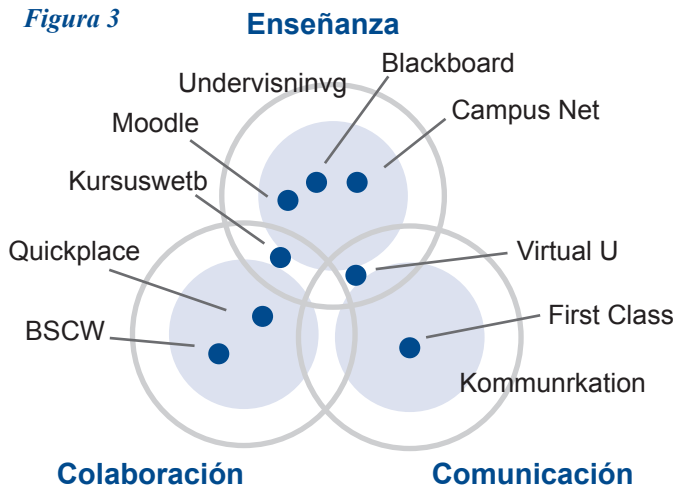 Figura 3
Enseñanza
Blackboard
Undervisninvg
Campus Net
Moodle
Kursuswetb
Quickplace
Virtual U
First Class
BSCW
Kommunrkation
Colaboración
Comunicación